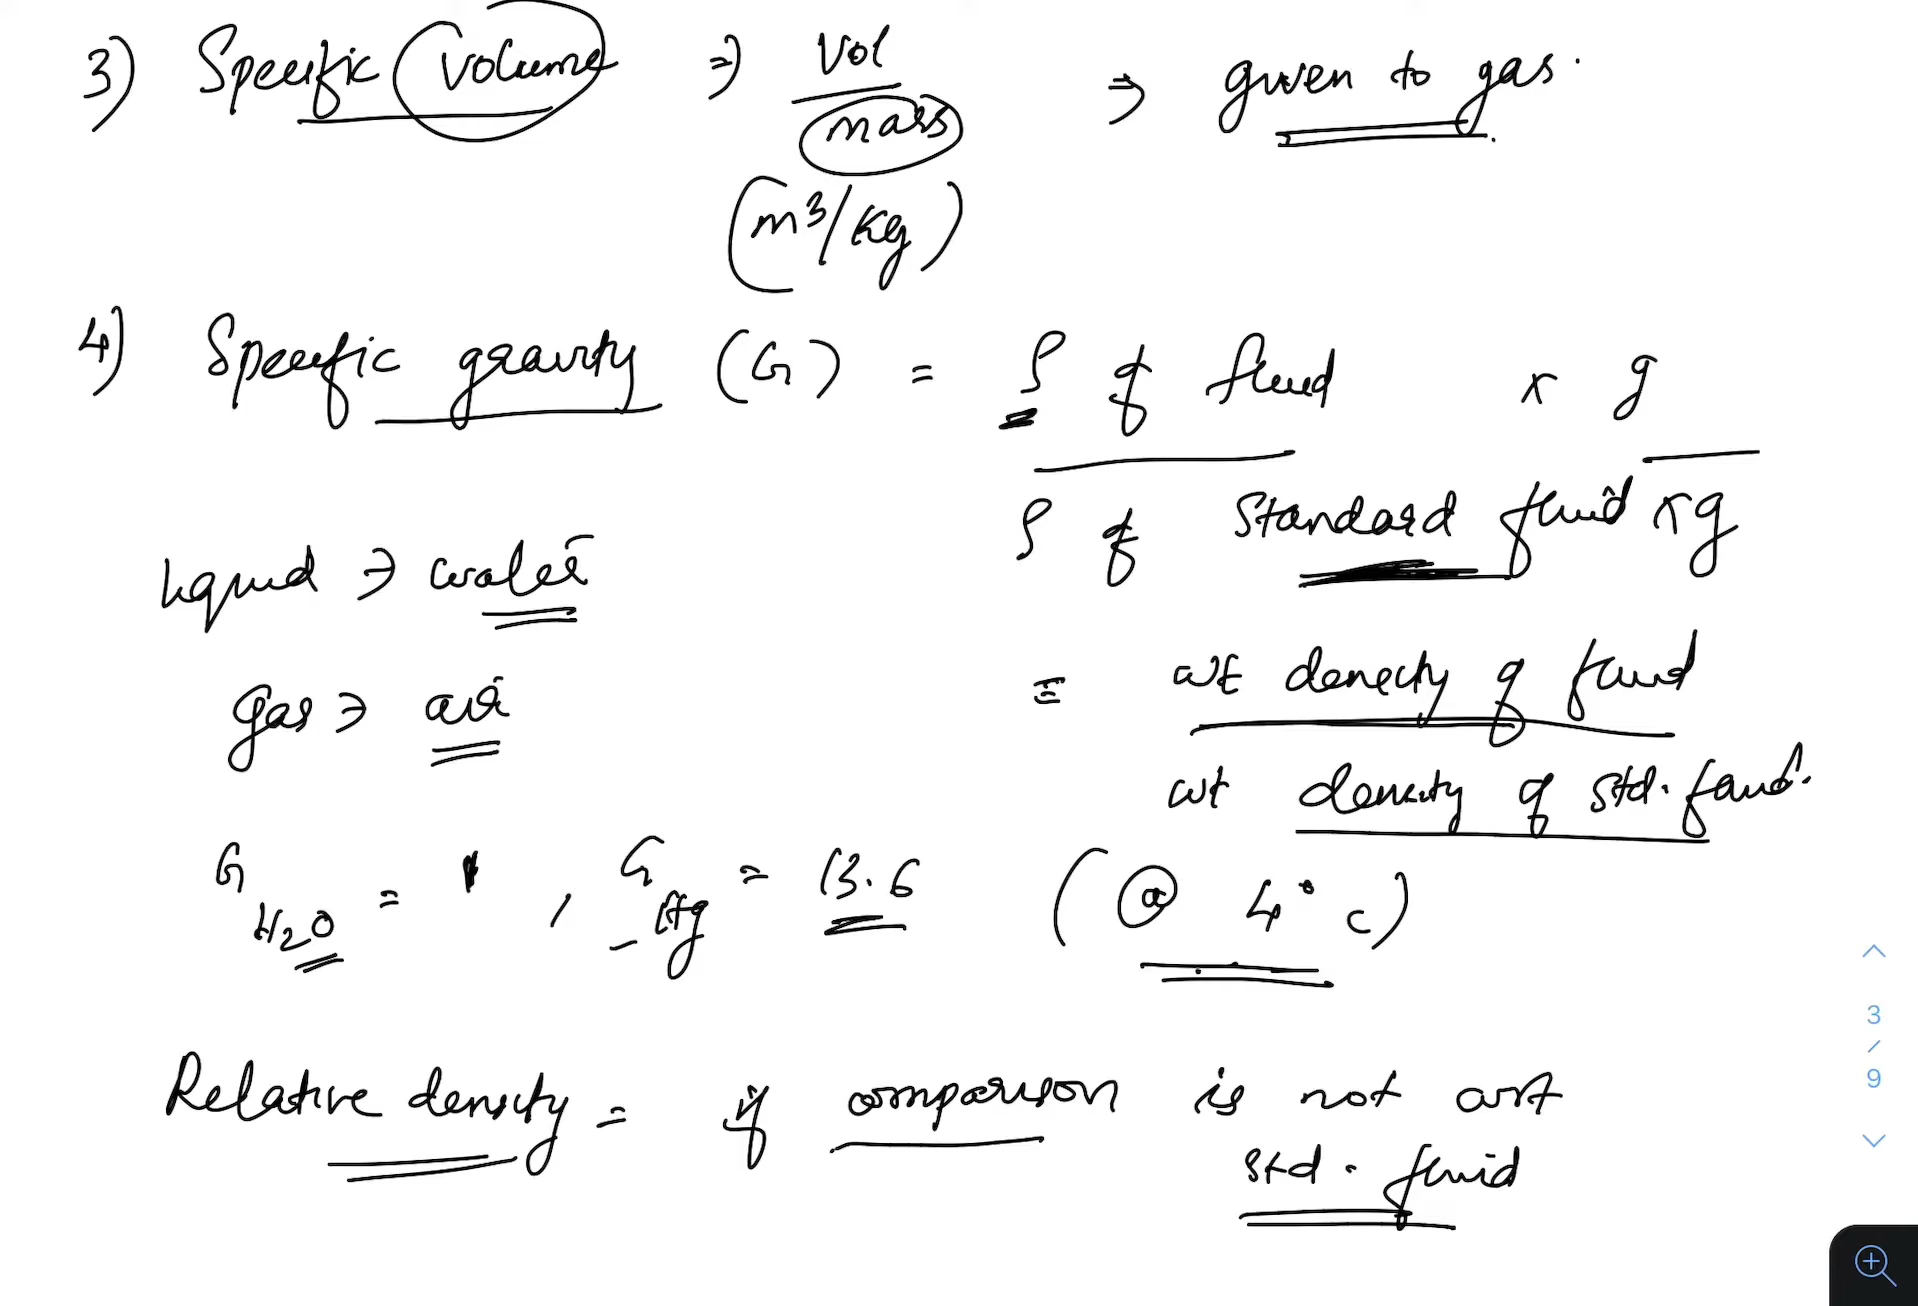 3) Specific Volume ⇒ Vol / mass ⇒ given to gas.
(m³/kg)
4) Specific gravity (G) = ρ of fluid x g
ρ of Standard fluid x g
liquid → water
= wt density of fluid
gas → air
wt density of std. fluid.
G H₂O = 1, G Hg = 13.6 (@ 4°c)
Relative density = if comparison is not wrt
std. fluid
3
/
9